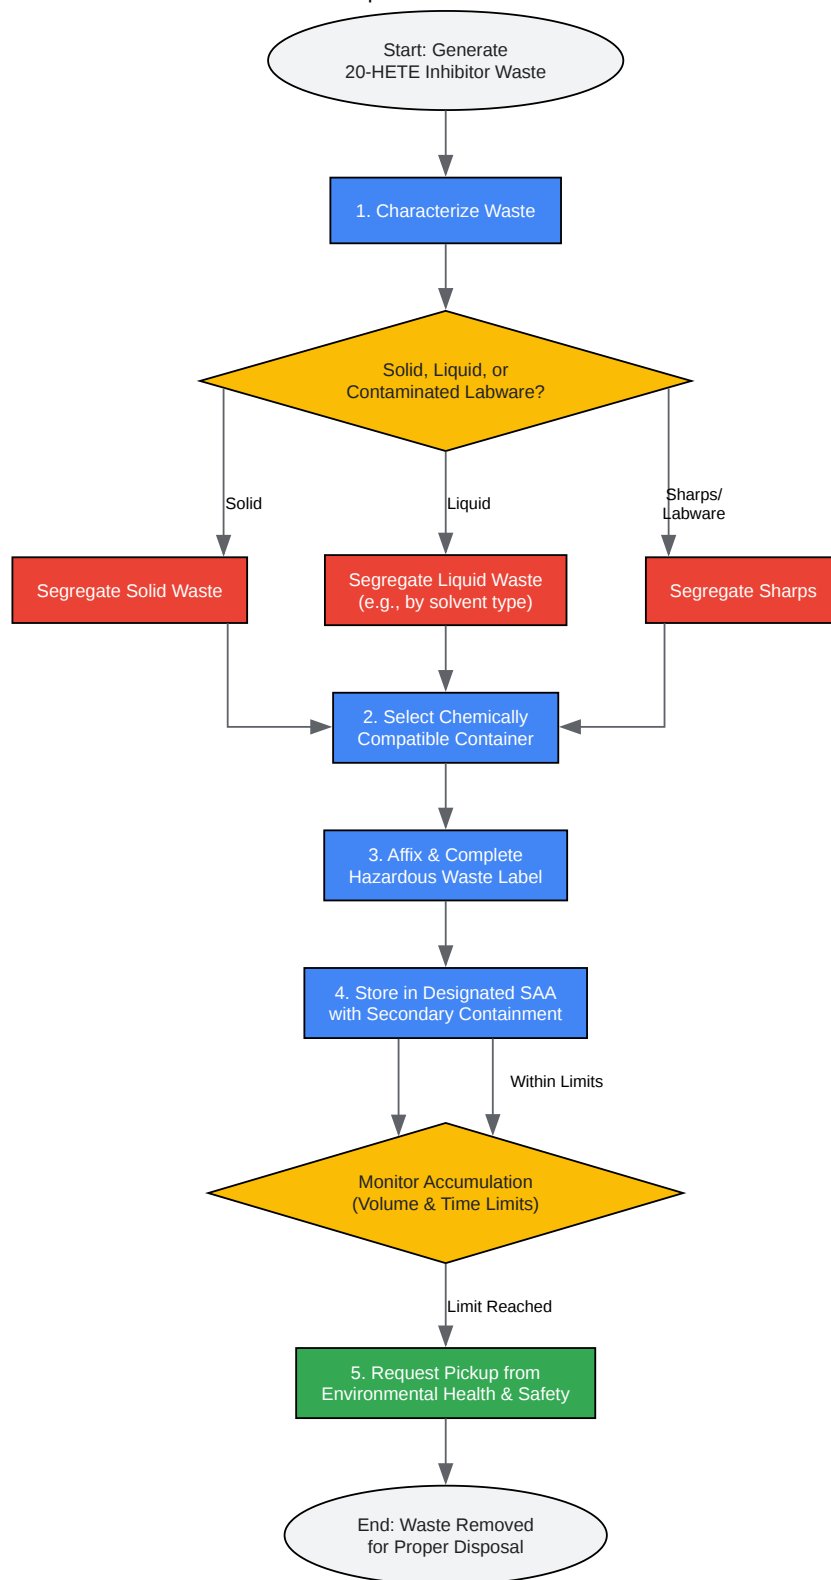 Start: Generate
20-HETE Inhibitor Waste
1. Characterize Waste
Solid, Liquid, or
Contaminated Labware?
Solid
Liquid
Sharps/
Labware
Segregate Solid Waste
Segregate Liquid Waste
(e.g., by solvent type)
Segregate Sharps
2. Select Chemically
Compatible Container
3. Affix & Complete
Hazardous Waste Label
4. Store in Designated SAA
with Secondary Containment
Within Limits
Monitor Accumulation
(Volume & Time Limits)
Limit Reached
5. Request Pickup from
Environmental Health & Safety
End: Waste Removed
for Proper Disposal